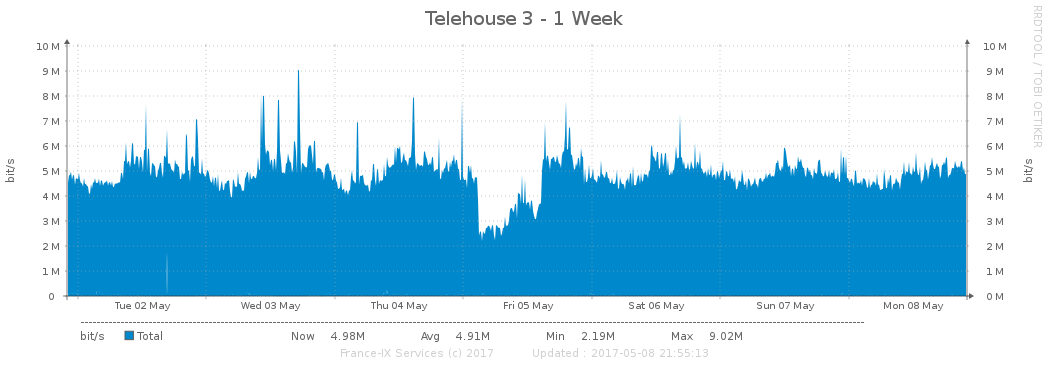 Telehouse 3 - 1 Week
RRDTOOL / TOBI OETIKER
bit/s
10 M 10 M
9 M 9 M
8 M 8 M
7 M 7 M
6 M 6 M
5 M 5 M
4 M 4 M
3 M 3 M
2 M 2 M
1 M 1 M
0 0 M
bit/s
Tue 02 May Wed 03 May Thu 04 May Fri 05 May Sat 06 May Sun 07 May Mon 08 May
bit/s Total Now 4.98M Avg 4.91M Min 2.19M Max 9.02M
France-IX Services (c) 2017 Updated : 2017-05-08 21:55:13